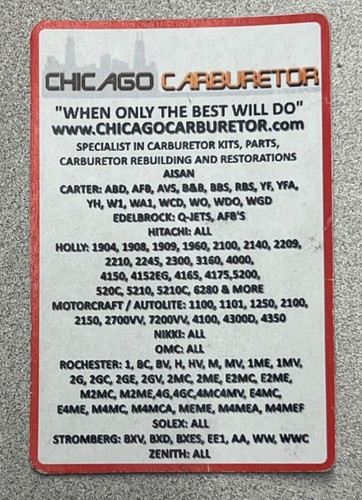 CHICAGO CARBURETOR
"WHEN ONLY THE BEST WILL DO"
www.CHICAGOCARBURETOR.com
SPECIALIST IN CARBURETOR KITS, PARTS,
CARBURETOR REBUILDING AND RESTORATIONS
AISAN
CARTER: ABD, AFB, AVS, B&B, BBS, RBS, YF, YFA,
YH, W1, WA1, WCD, WO, WDO, WGD
EDELBROCK: Q-JETS, AFB'S
HITACHI: ALL
HOLLY: 1904, 1908, 1909, 1960, 2100, 2140, 2209,
2210, 2245, 2300, 3160, 4000,
4150, 4152EG, 4165, 4175,5200,
520C, 5210, 5210C, 6280 & MORE
MOTORCRAFT / AUTOLITE: 1100, 1101, 1250, 2100,
2150, 2700VV, 7200VV, 4100, 4300D, 4350
NIKKI: ALL
OMC: ALL
ROCHESTER: 1, BC, BV, H, HV, M, MV, 1ME, 1MV,
2G, 2GC, 2GE, 2GV, 2MC, 2ME, E2MC, E2ME,
M2MC, M2ME,4G,4GC,4MC4MV, E4MC,
E4ME, M4MC, M4MCA, MEME, M4MEA, M4MEF
SOLEX: ALL
STROMBERG: BXV, BXD, BXES, EE1, AA, WW, WWC
ZENITH: ALL